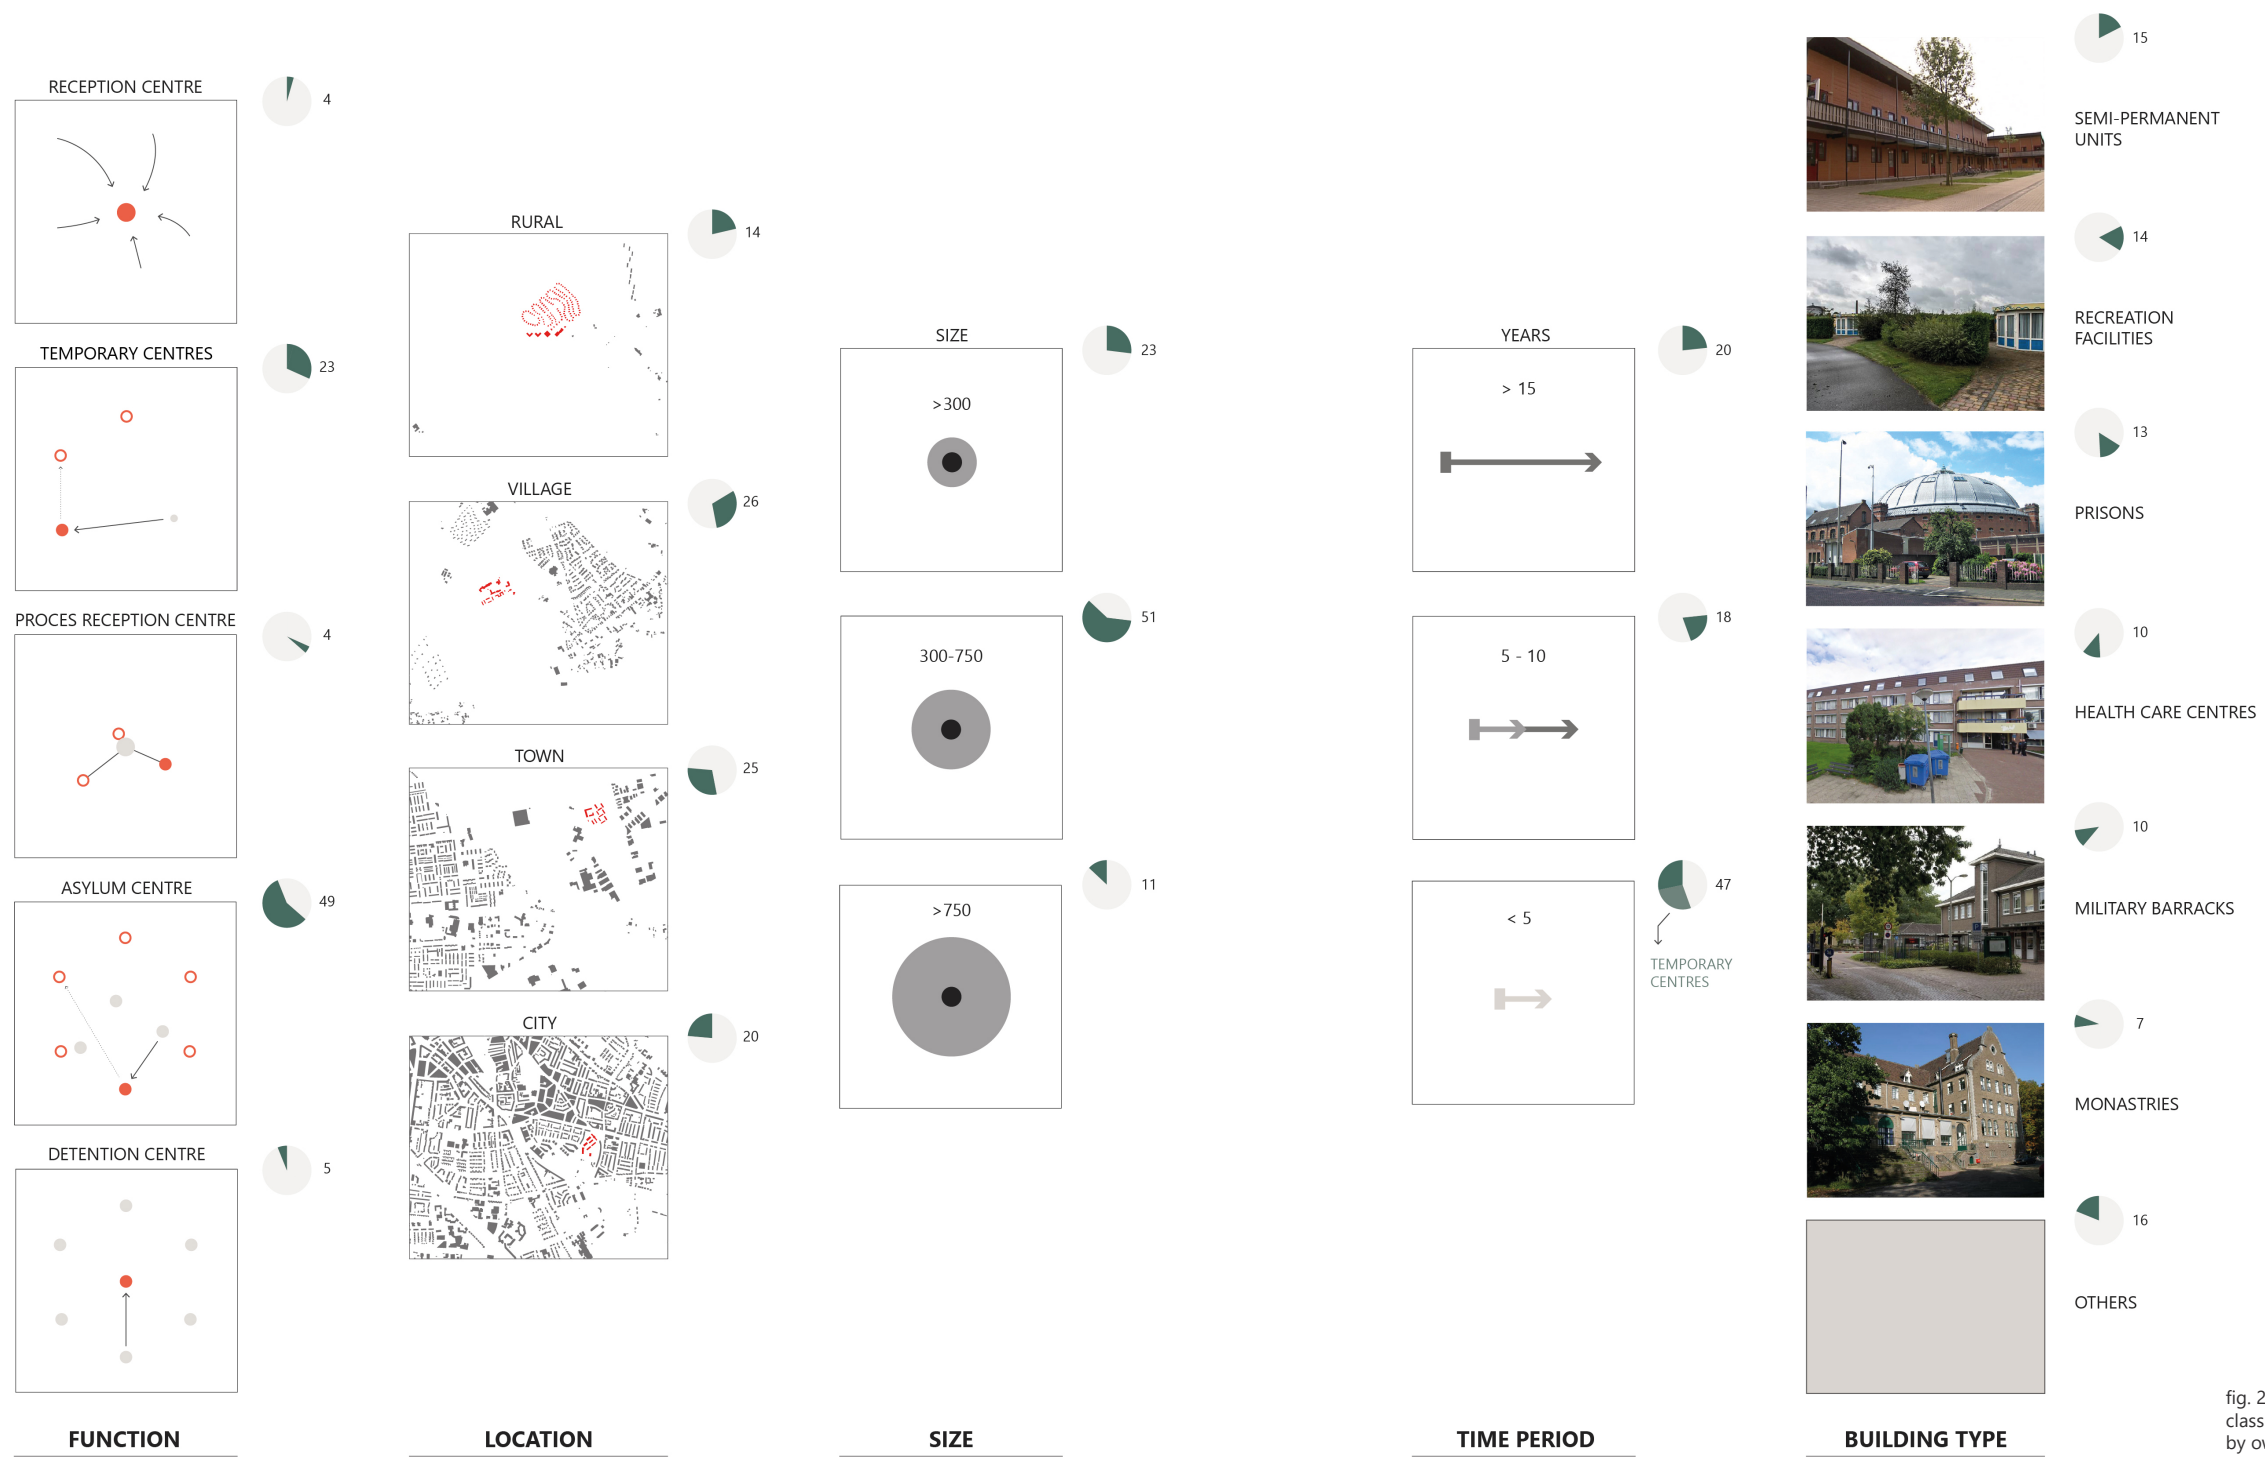 RECEPTION CENTRE
4
TEMPORARY CENTRES
23
PROCES RECEPTION CENTRE
4
ASYLUM CENTRE
49
DETENTION CENTRE
5
FUNCTION
RURAL
14
VILLAGE
26
TOWN
25
CITY
20
LOCATION
SIZE
23
>300
51
300-750
11
>750
SIZE
YEARS
20
> 15
18
5 - 10
47
< 5
TEMPORARY
CENTRES
TIME PERIOD
15
SEMI-PERMANENT
UNITS
14
RECREATION
FACILITIES
13
PRISONS
10
HEALTH CARE CENTRES
10
MILITARY BARRACKS
7
MONASTRIES
16
OTHERS
BUILDING TYPE
fig. 2
class
by